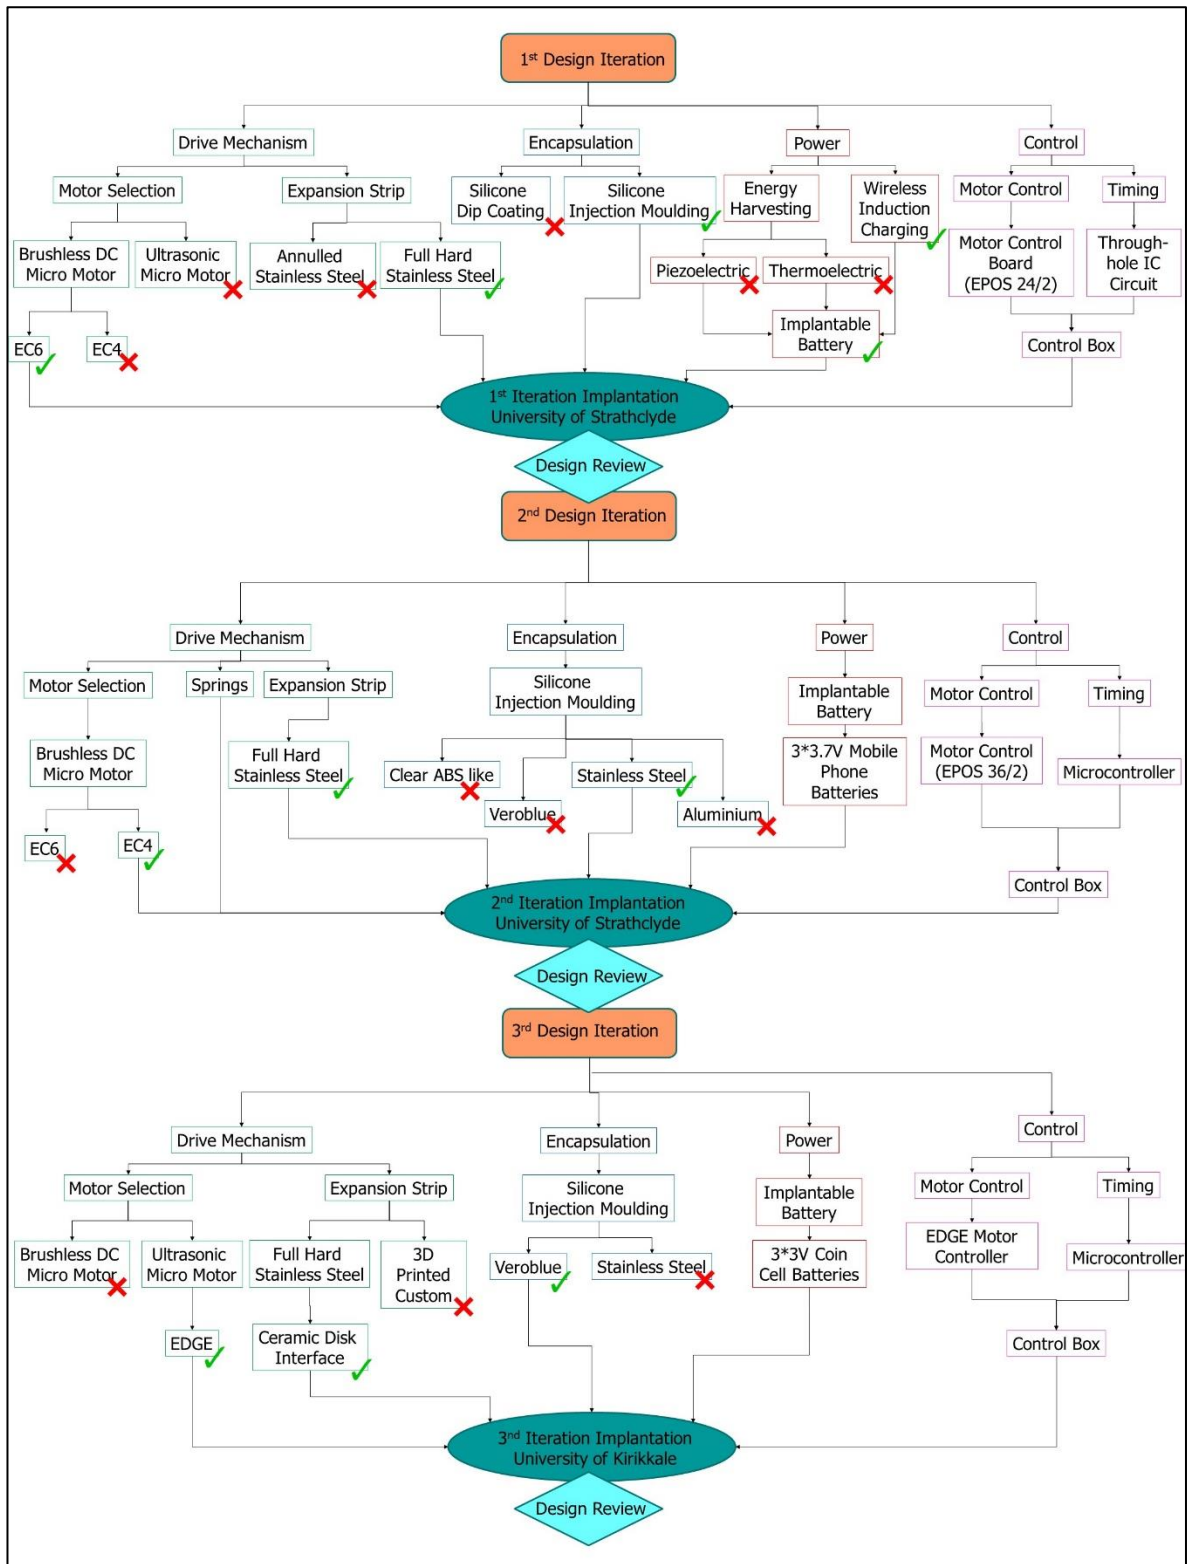 1st Design Iteration
Drive Mechanism
Encapsulation
Power
Control
Motor Selection
Expansion Strip
Silicone
Dip Coating
Silicone
Injection Moulding
Energy
Harvesting
Wireless
Induction
Charging
Motor Control
Timing
Brushless DC
Micro Motor
Ultrasonic
Micro Motor
Annulled
Stainless Steel
Full Hard
Stainless Steel
Piezoelectric
Thermoelectric
Motor Control
Board
(EPOS 24/2)
Through-
hole IC
Circuit
EC6
EC4
Implantable
Battery
Control Box
1st Iteration Implantation
University of Strathclyde
Design Review
2nd Design Iteration
Drive Mechanism
Encapsulation
Power
Control
Motor Selection
Springs
Expansion Strip
Silicone
Injection Moulding
Implantable
Battery
Motor Control
Timing
Brushless DC
Micro Motor
Full Hard
Stainless Steel
Clear ABS like
Veroblue
Stainless Steel
Aluminium
3*3.7V Mobile
Phone
Batteries
Motor Control
(EPOS 36/2)
Microcontroller
EC6
EC4
Control Box
2nd Iteration Implantation
University of Strathclyde
Design Review
3rd Design Iteration
Drive Mechanism
Encapsulation
Power
Control
Motor Selection
Expansion Strip
Silicone
Injection Moulding
Implantable
Battery
Motor Control
Timing
Brushless DC
Micro Motor
Ultrasonic
Micro Motor
Full Hard
Stainless Steel
3D
Printed
Custom
Veroblue
Stainless Steel
3*3V Coin
Cell Batteries
EDGE Motor
Controller
Microcontroller
EDGE
Ceramic Disk
Interface
Control Box
3nd Iteration Implantation
University of Kirikkale
Design Review